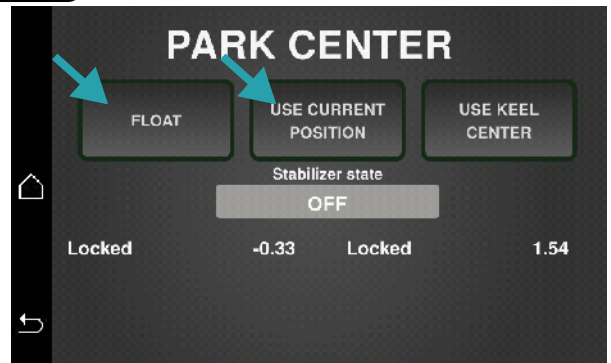 PARK CENTER
FLOAT
USE CURRENT
POSITION
USE KEEL
CENTER
Stabilizer state
OFF
Locked -0.33 Locked 1.54